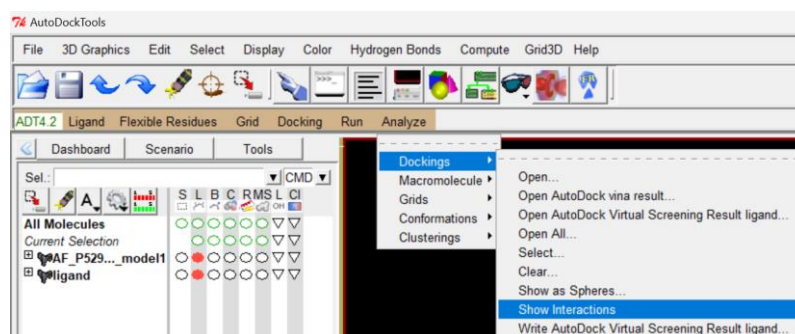 AutoDockTools
File 3D Graphics Edit Select Display Color Hydrogen Bonds Compute Grid3D Help
ADT4.2 Ligand Flexible Residues Grid Docking Run Analyze
Dashboard Scenario Tools
Sel.: CMD
S L B C R MS L Cl
All Molecules
Current Selection
AF_P529..._model1
ligand
Dockings
Macromolecule
Grids
Conformations
Clusterings
Open...
Open AutoDock vina result...
Open AutoDock Virtual Screening Result ligand...
Open All...
Select...
Clear...
Show as Spheres...
Show Interactions
Write AutoDock Virtual Screening Result ligand...